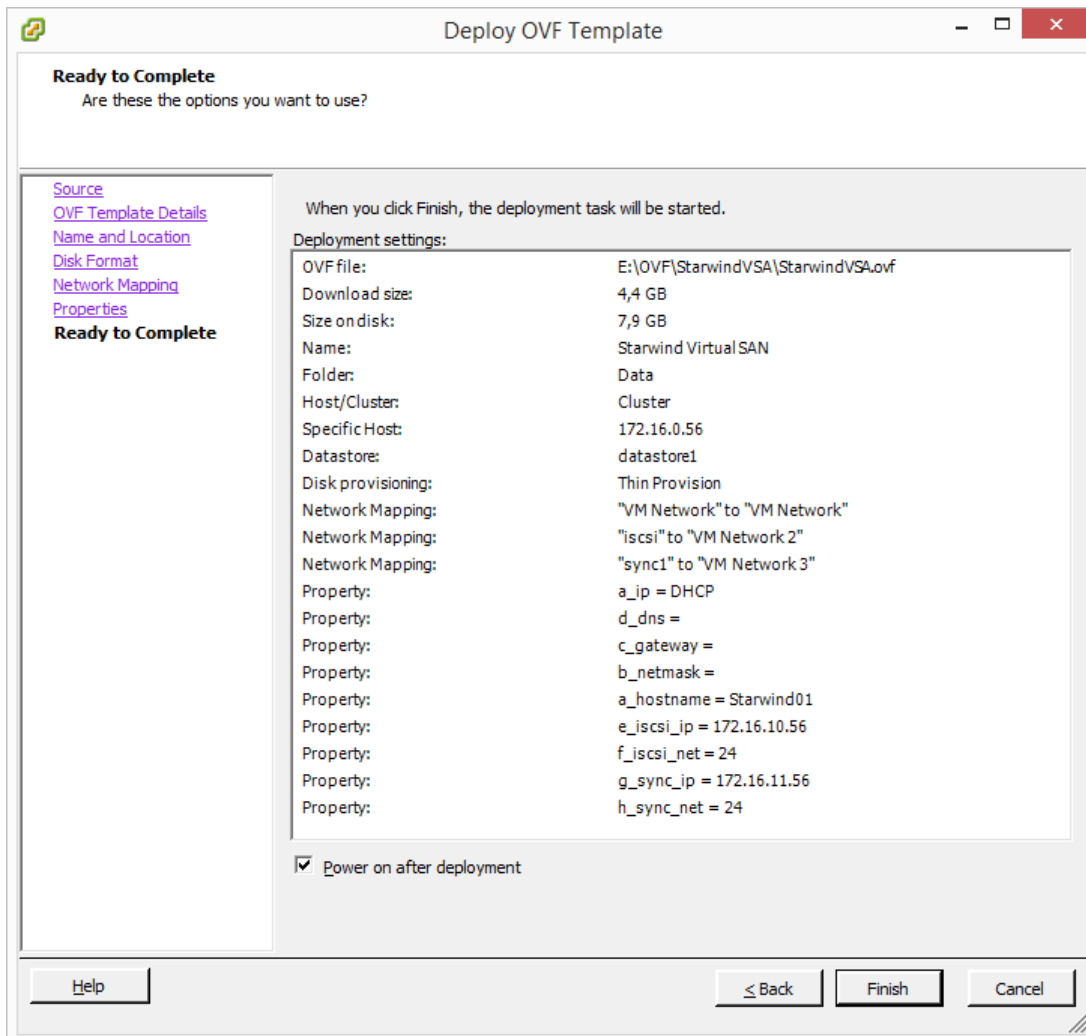 Deploy OVF Template
Ready to Complete
Are these the options you want to use?
Source
OVF Template Details
Name and Location
Disk Format
Network Mapping
Properties
Ready to Complete
When you click Finish, the deployment task will be started.
Deployment settings:
OVF file: E:\OVF\StarwindVSA\StarwindVSA.ovf
Download size: 4,4 GB
Size on disk: 7,9 GB
Name: Starwind Virtual SAN
Folder: Data
Host/Cluster: Cluster
Specific Host: 172.16.0.56
Datastore: datastore1
Disk provisioning: Thin Provision
Network Mapping: "VM Network" to "VM Network"
Network Mapping: "iscsi" to "VM Network 2"
Network Mapping: "sync1" to "VM Network 3"
Property: a_ip = DHCP
Property: d_dns =
Property: c_gateway =
Property: b_netmask =
Property: a_hostname = Starwind01
Property: e_iscsi_ip = 172.16.10.56
Property: f_iscsi_net = 24
Property: g_sync_ip = 172.16.11.56
Property: h_sync_net = 24
Power on after deployment
Help
< Back
Finish
Cancel